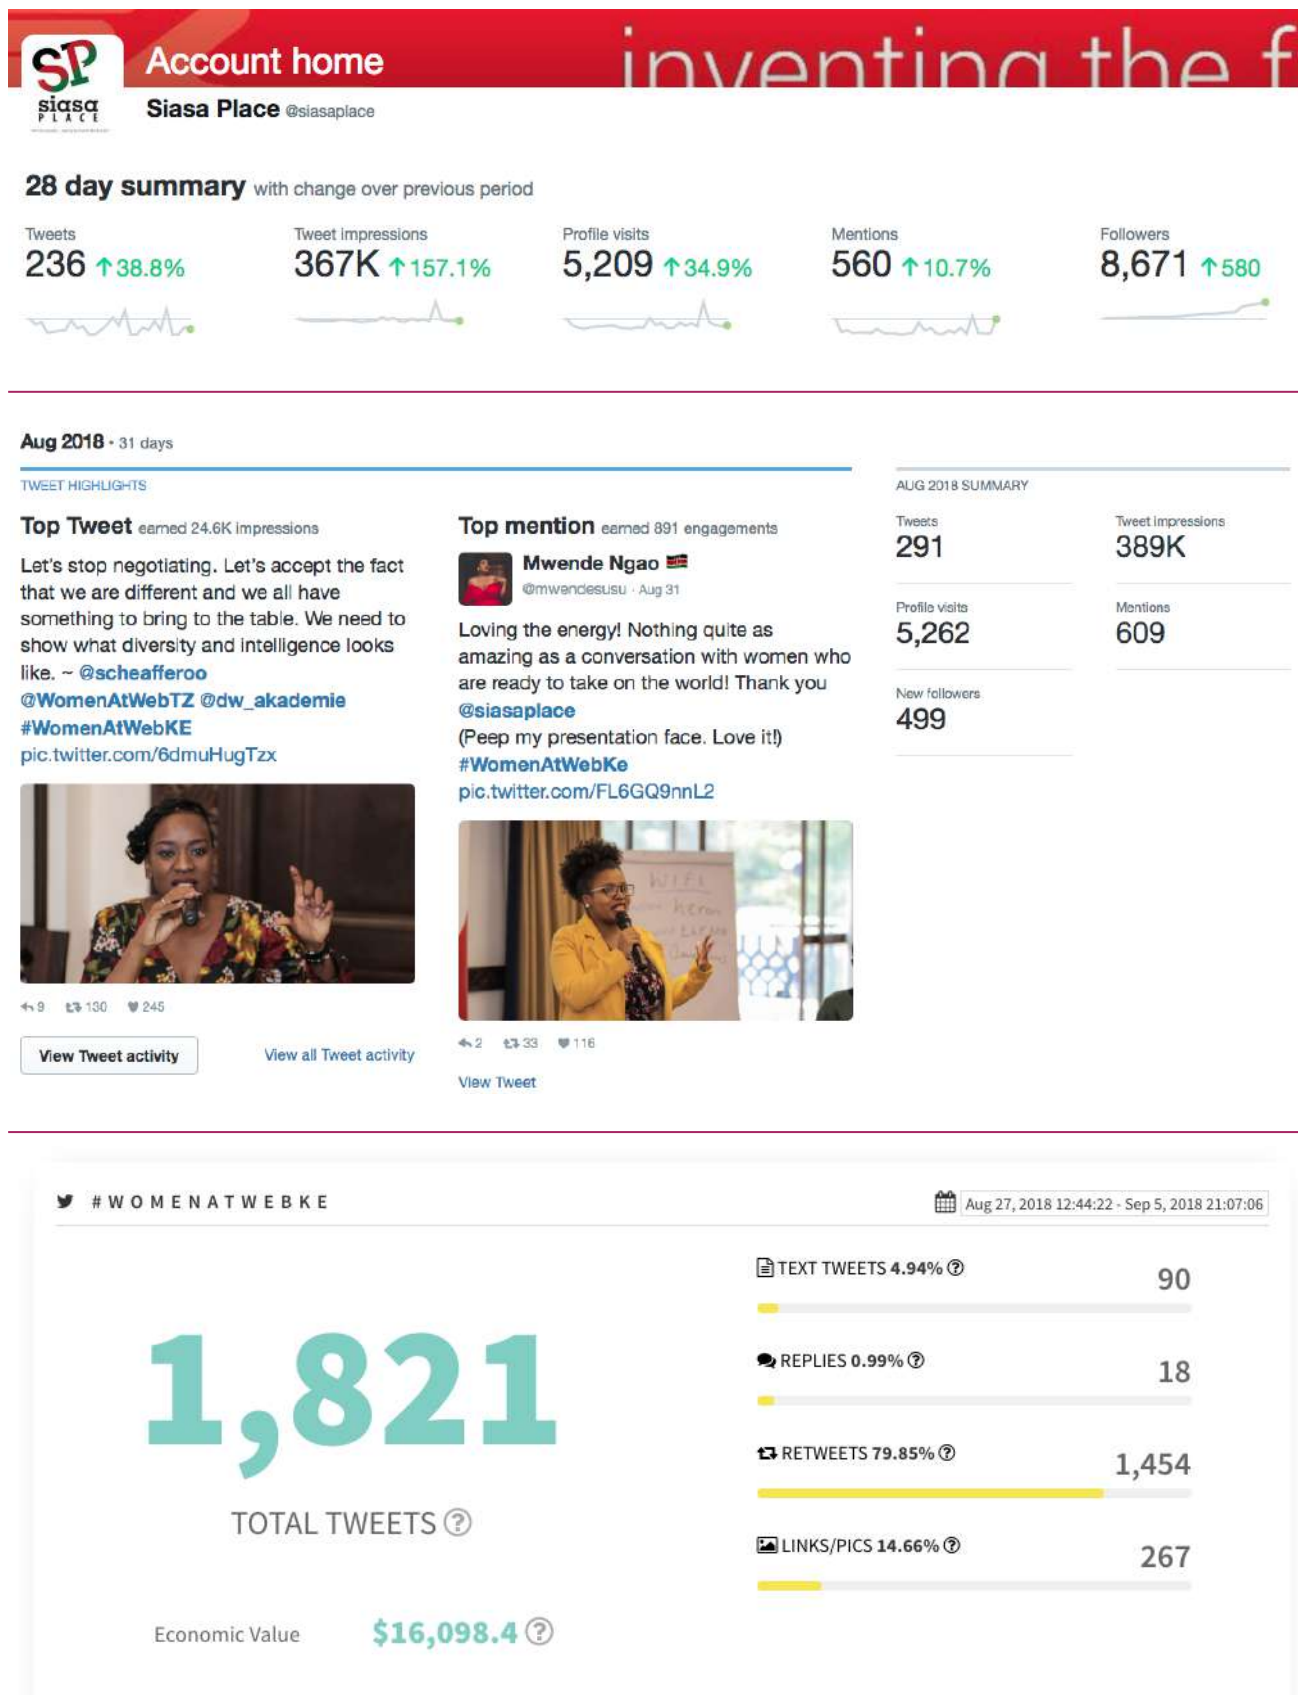 SP
siasa
PLACE
Account home
inventing the f
Siasa Place @siasaplace
28 day summary with change over previous period
Tweets
236 ↑38.8%
Tweet impressions
367K ↑157.1%
Profile visits
5,209 ↑34.9%
Mentions
560 ↑10.7%
Followers
8,671 ↑580
Aug 2018 • 31 days
TWEET HIGHLIGHTS
Top Tweet earned 24.6K impressions
Let's stop negotiating. Let's accept the fact
that we are different and we all have
something to bring to the table. We need to
show what diversity and intelligence looks
like. ~ @scheafferoo
@WomenAtWebTZ @dw_akademie
#WomenAtWebKE
pic.twitter.com/6dmuHugTzx
9 130 245
View Tweet activity
View all Tweet activity
Top mention earned 891 engagements
Mwende Ngao
@mwendesusu · Aug 31
Loving the energy! Nothing quite as
amazing as a conversation with women who
are ready to take on the world! Thank you
@siasaplace
(Peep my presentation face. Love it!)
#WomenAtWebKe
pic.twitter.com/FL6GQ9nnL2
2 33 116
View Tweet
AUG 2018 SUMMARY
Tweets
291
Tweet impressions
389K
Profile visits
5,262
Mentions
609
New followers
499
#WOMENATWEBKE
Aug 27, 2018 12:44:22 - Sep 5, 2018 21:07:06
1,821
TOTAL TWEETS
Economic Value $16,098.4
TEXT TWEETS 4.94%
90
REPLIES 0.99%
18
RETWEETS 79.85%
1,454
LINKS/PICS 14.66%
267